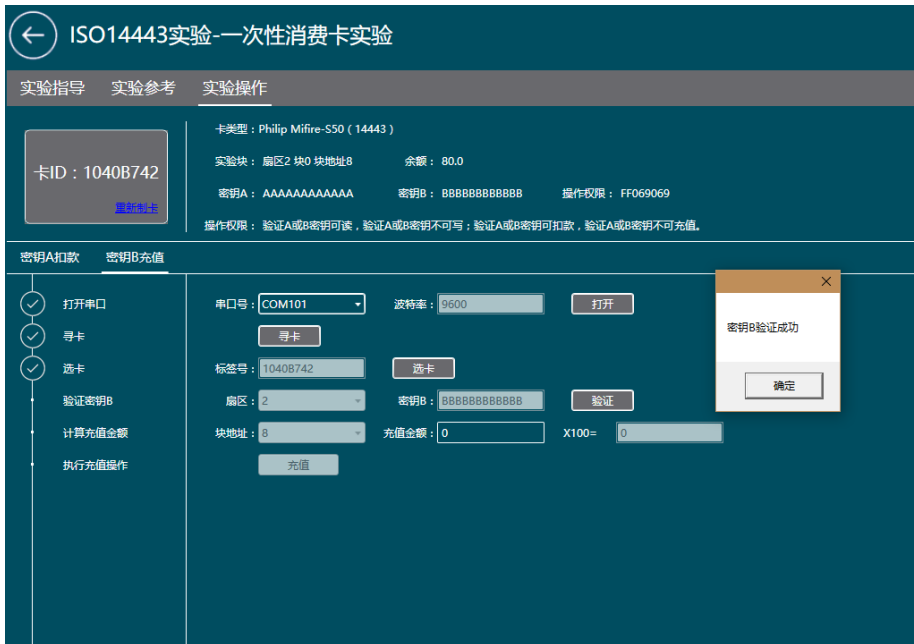 ISO14443实验-一次性消费卡实验
实验指导 实验参考 实验操作
卡ID：1040B742
重新制卡
卡类型：Philip Mifire-S50（14443）
实验块： 扇区2 块0 块地址8 余额： 80.0
密钥A： AAAAAAAAAAAA 密钥B： BBBBBBBBBBBB 操作权限： FF069069
操作权限： 验证A或B密钥可读，验证A或B密钥不可写；验证A或B密钥可扣款，验证A或B密钥不可充值。
密钥A扣款 密钥B充值
打开串口 串口号： COM101 波特率： 9600 打开
寻卡 寻卡
选卡 标签号： 1040B742 选卡
验证密钥B 扇区： 2 密钥B： BBBBBBBBBBBB 验证
计算充值金额 块地址： 8 充值金额： 0 X100= 0
执行充值操作 充值
密钥B验证成功
确定